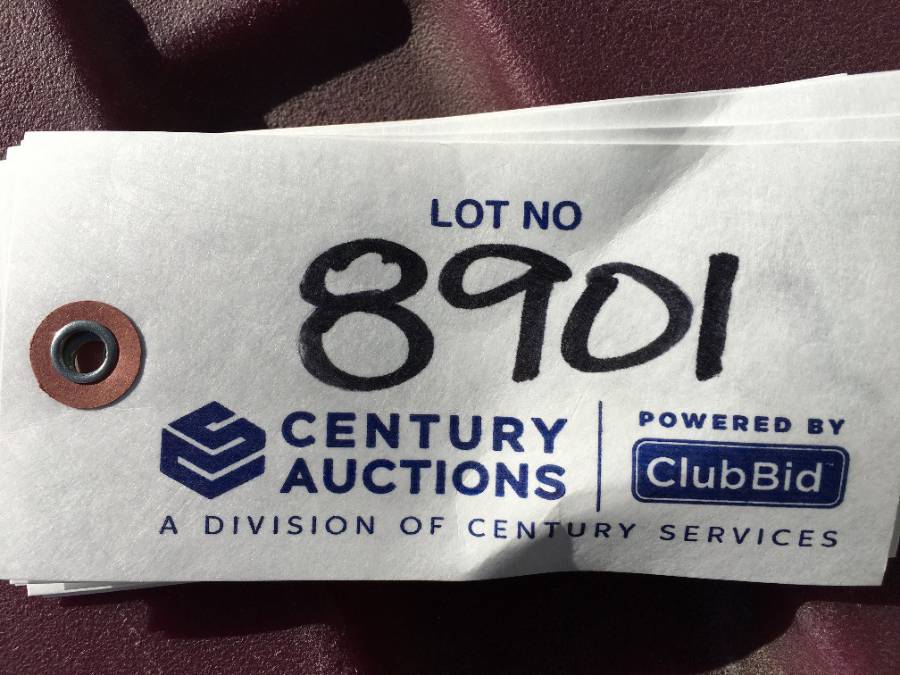 LOT NO
8901
CENTURY
AUCTIONS
POWERED BY
ClubBid
A DIVISION OF CENTURY SERVICES